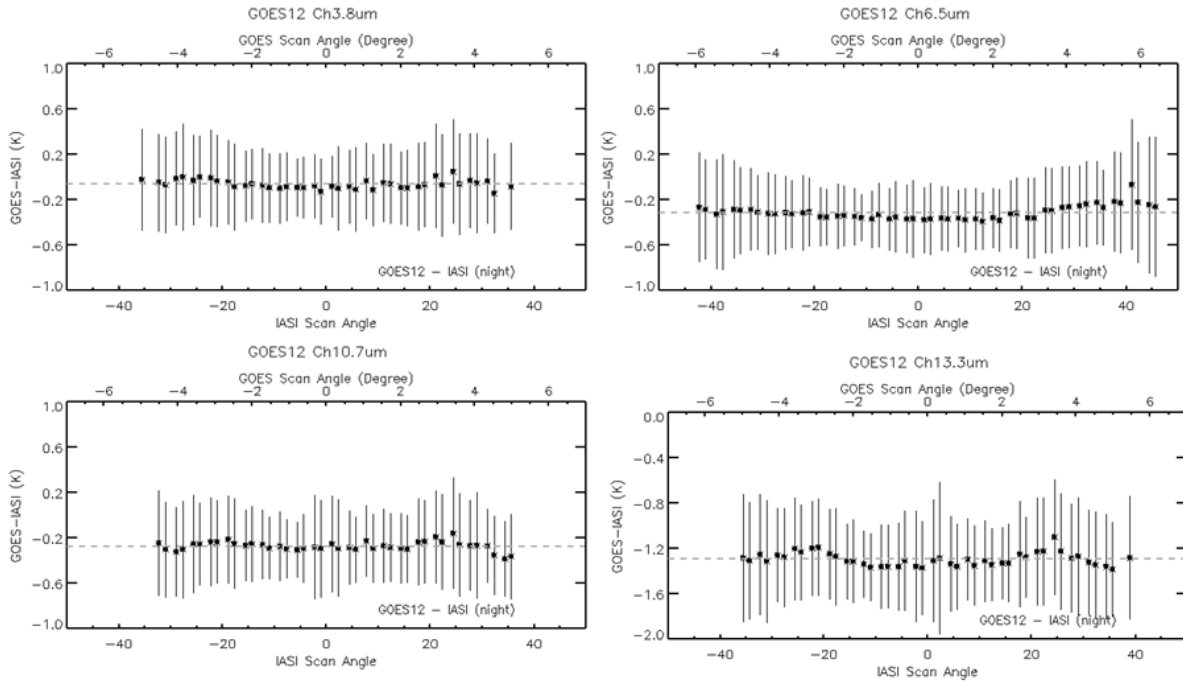 GOES12 Ch3.8um
GOES Scan Angle (Degree)
−6 −4 −2 0 2 4 6
1.0
0.6
0.2
−0.2
−0.6
−1.0
GOES−IASI (K)
GOES12 − IASI (night)
−40 −20 0 20 40
IASI Scan Angle
GOES12 Ch6.5um
GOES Scan Angle (Degree)
−6 −4 −2 0 2 4 6
1.0
0.6
0.2
−0.2
−0.6
−1.0
GOES−IASI (K)
GOES12 − IASI (night)
−40 −20 0 20 40
IASI Scan Angle
GOES12 Ch10.7um
GOES Scan Angle (Degree)
−6 −4 −2 0 2 4 6
1.0
0.6
0.2
−0.2
−0.6
−1.0
GOES−IASI (K)
GOES12 − IASI (night)
−40 −20 0 20 40
IASI Scan Angle
GOES12 Ch13.3um
GOES Scan Angle (Degree)
−6 −4 −2 0 2 4 6
0.0
−0.4
−0.8
−1.2
−1.6
−2.0
GOES−IASI (K)
GOES12 − IASI (night)
−40 −20 0 20 40
IASI Scan Angle